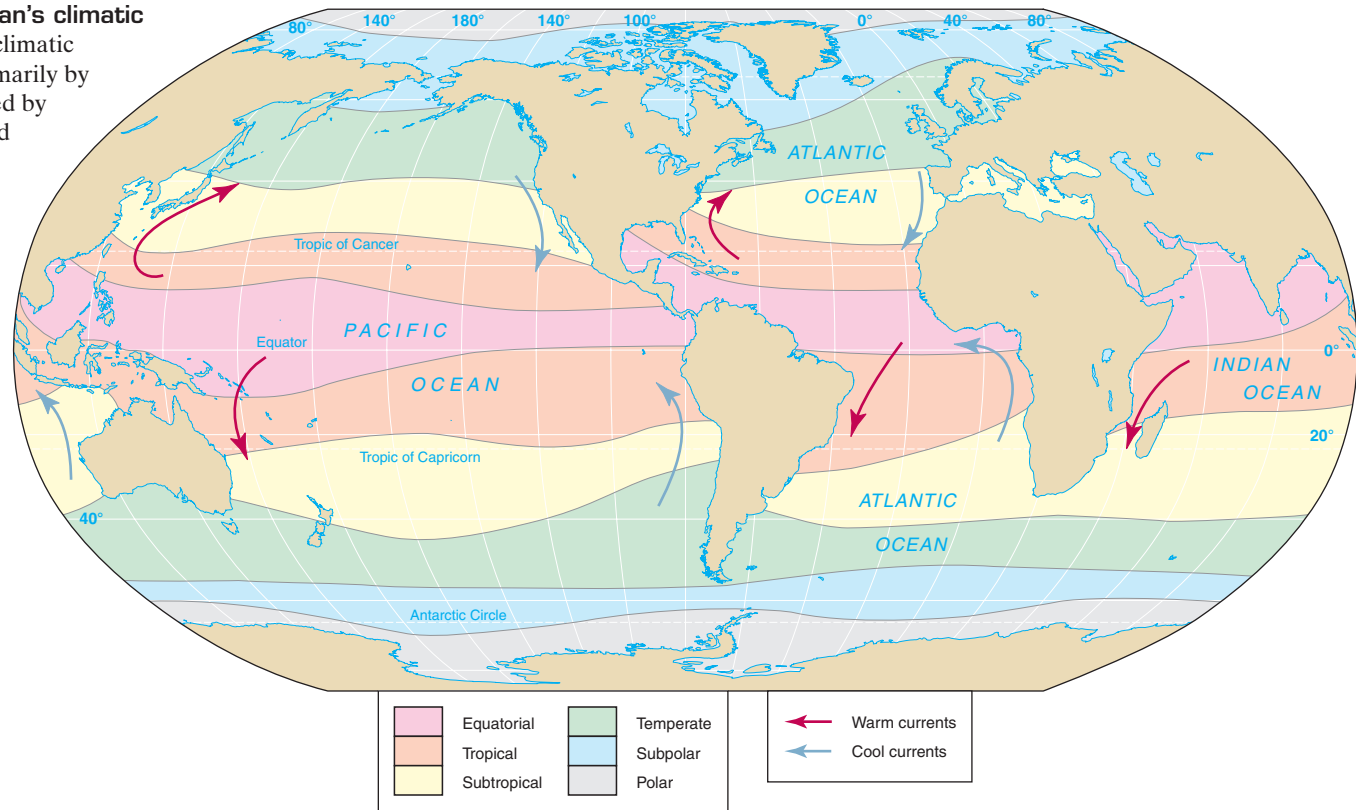 an's climatic
climatic
marily by
ed by
d
80° 140° 180° 140° 100° 0° 40° 80°
ATLANTIC
OCEAN
Tropic of Cancer
PACIFIC
Equator
OCEAN
0°
INDIAN
OCEAN
20°
Tropic of Capricorn
ATLANTIC
40°
OCEAN
Antarctic Circle
Equatorial
Tropical
Subtropical
Temperate
Subpolar
Polar
Warm currents
Cool currents